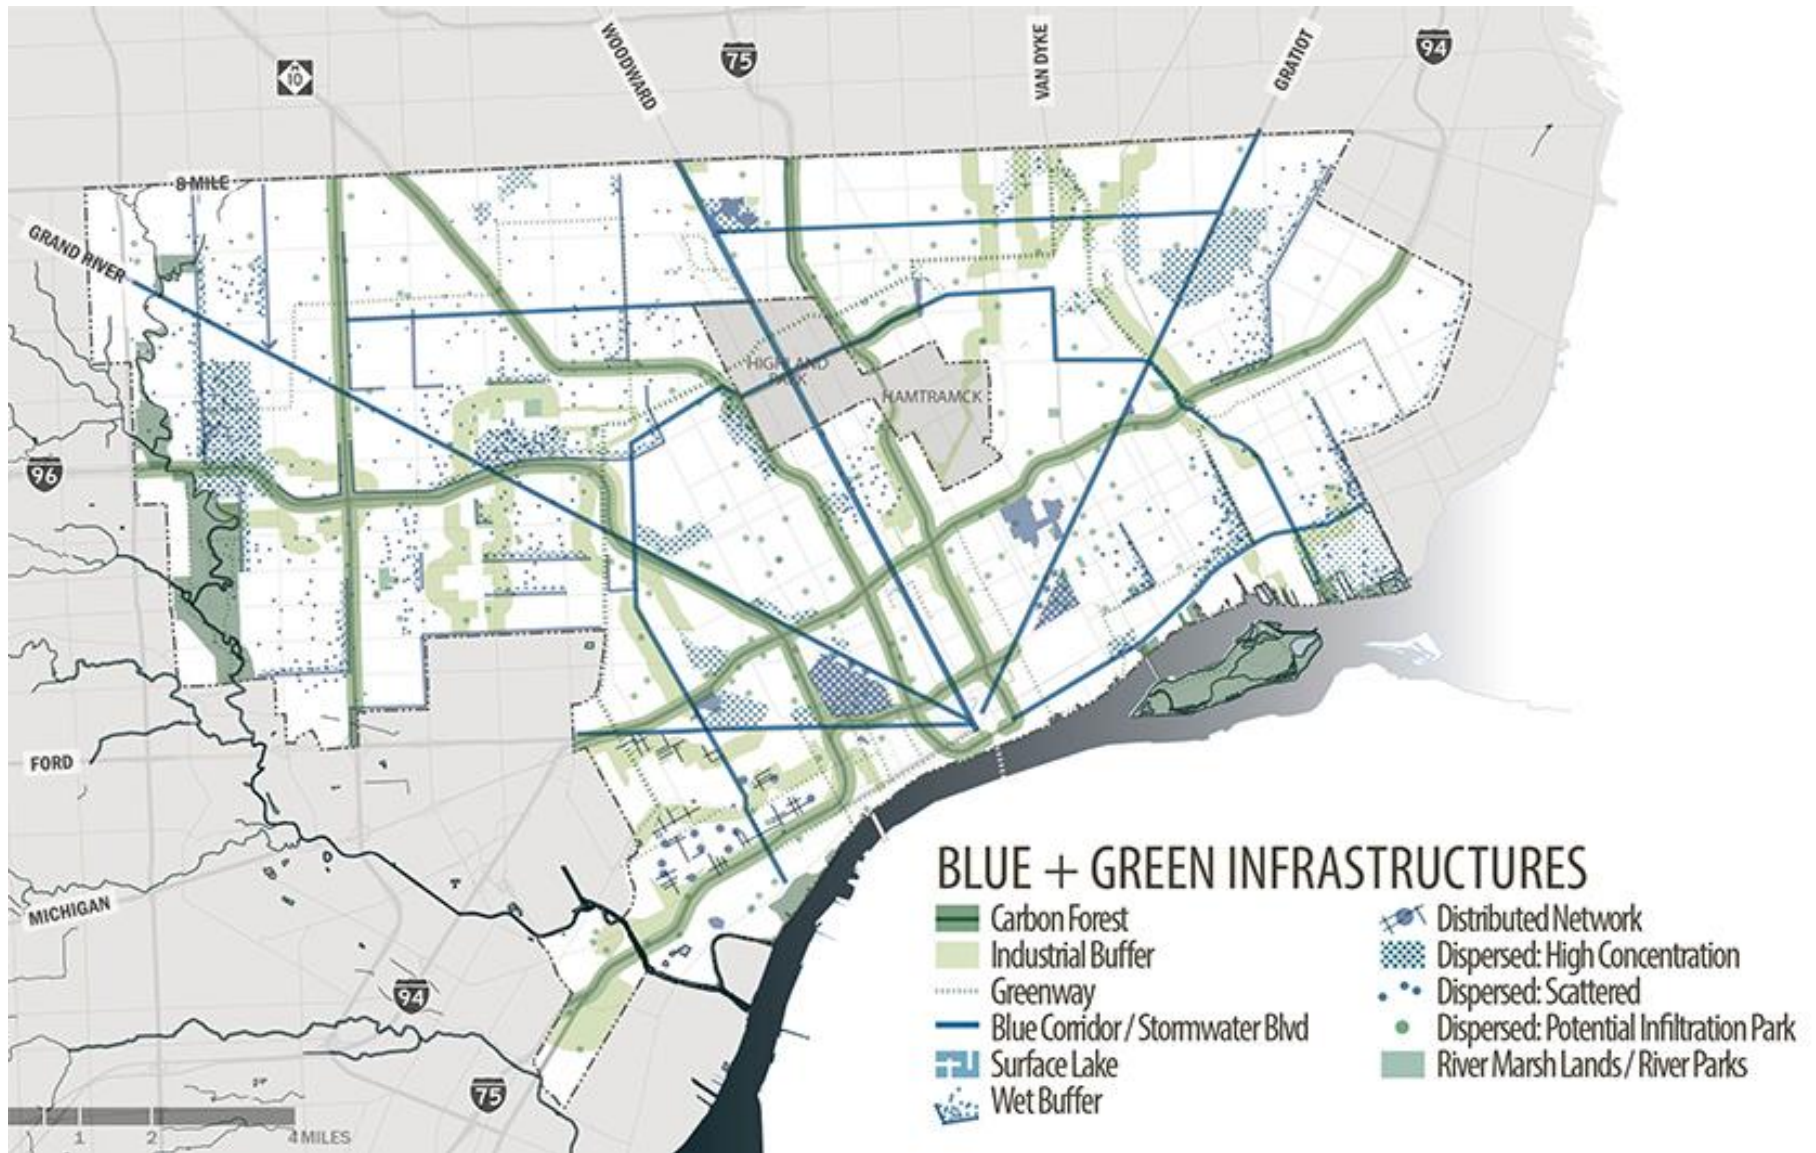 M
10
WOODWARD
75
VAN DYKE
GRATIOT
94
8 MILE
GRAND RIVER
HIGHLAND
PARK
HAMTRAMCK
96
FORD
MICHIGAN
94
75
1 2 4 MILES
BLUE + GREEN INFRASTRUCTURES
Carbon Forest
Industrial Buffer
Greenway
Blue Corridor / Stormwater Blvd
Surface Lake
Wet Buffer
Distributed Network
Dispersed: High Concentration
Dispersed: Scattered
Dispersed: Potential Infiltration Park
River Marsh Lands / River Parks